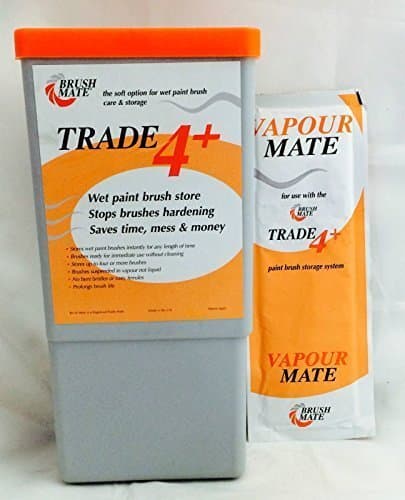 BRUSH
MATE
the soft option for wet paint brush
care & storage
TRADE 4+
Wet paint brush store
Stops brushes hardening
Saves time, mess & money
• Stores wet paint brushes instantly for any length of time
• Brushes ready for immediate use without cleaning
• Stores up to four or more brushes
• Brushes suspended in vapour not liquid
• Prolongs brush life
VAPOUR
MATE
for use with the
BRUSH
MATE
TRADE 4+
paint brush storage system
VAPOUR
MATE
BRUSH
MATE